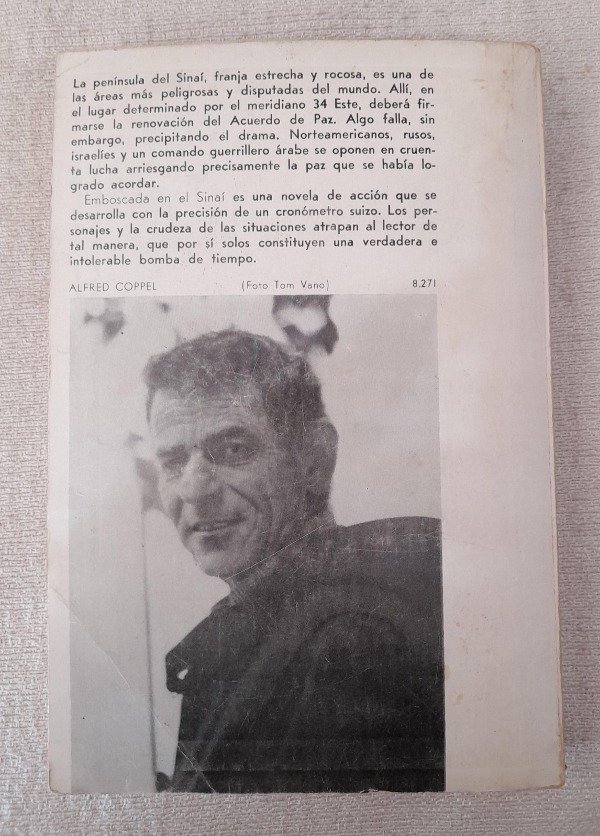 La península del Sinaí, franja estrecha y rocosa, es una de
las áreas más peligrosas y disputadas del mundo. Allí, en
el lugar determinado por el meridiano 34 Este, deberá fir-
marse la renovación del Acuerdo de Paz. Algo falla, sin
embargo, precipitando el drama. Norteamericanos, rusos,
israelíes y un comando guerrillero árabe se oponen en cruen-
ta lucha arriesgando precisamente la paz que se había lo-
grado acordar.
Emboscada en el Sinaí es una novela de acción que se
desarrolla con la precisión de un cronómetro suizo. Los per-
sonajes y la crudeza de las situaciones atrapan al lector de
tal manera, que por sí solos constituyen una verdadera e
intolerable bomba de tiempo.
ALFRED COPPEL (Foto Tom Vano) 8.271